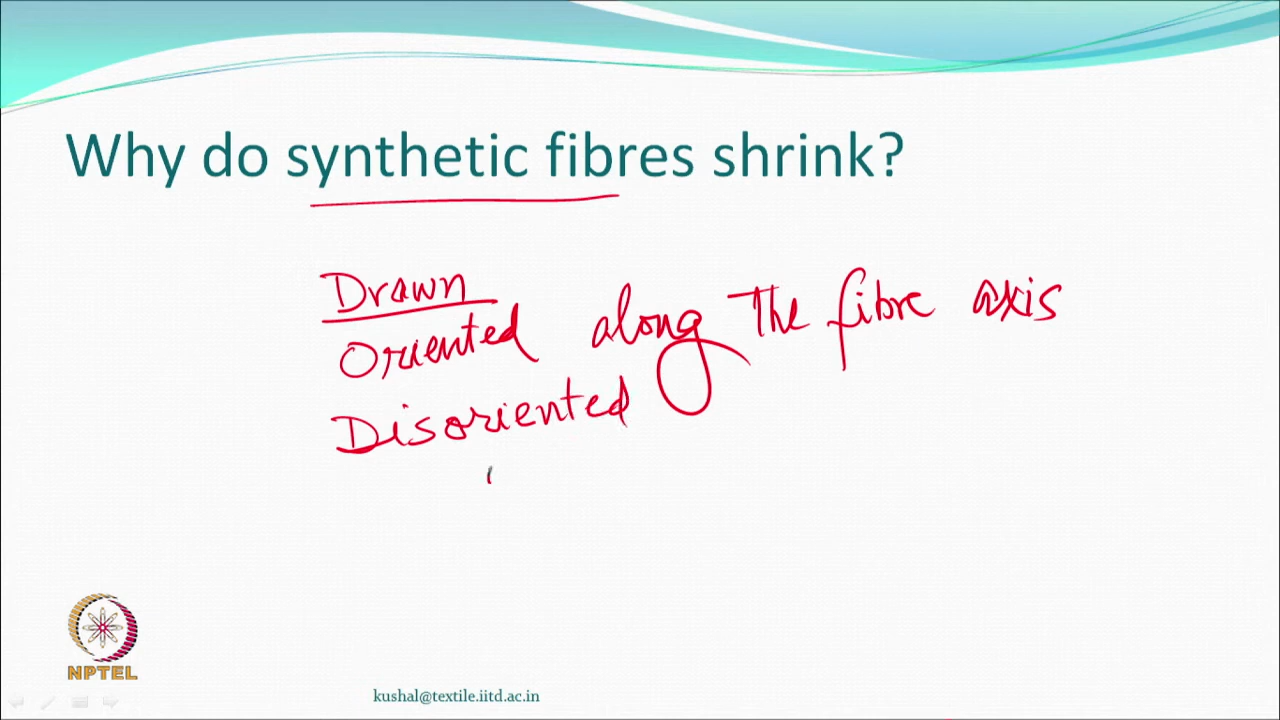 Why do synthetic fibres shrink?
Drawn
Oriented along The fibre axis
Disoriented
NPTEL
kushal@textile.iitd.ac.in